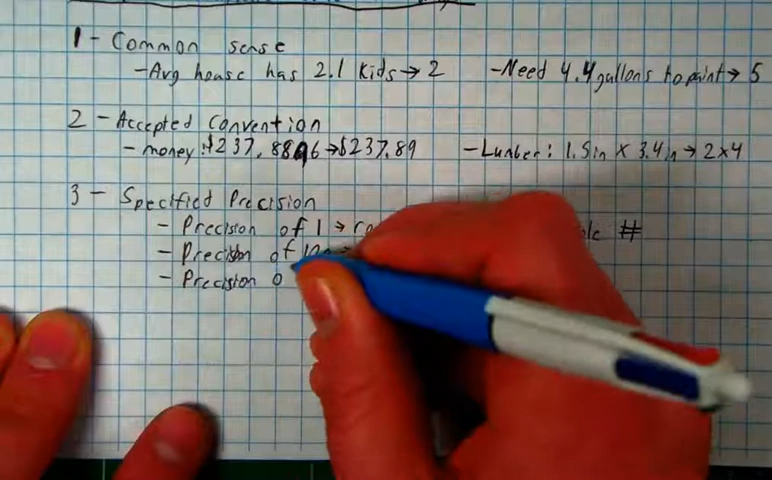 1 - Common sense
- Avg house has 2.1 Kids → 2 - Need 4.4 gallons to paint → 5
2 - Accepted Convention
- money: $237.8896 → $237.89 - Lumber: 1.5in X 3.4in → 2x4
3 - Specified Precision
- Precision of 1 → #
- Precision of
- Precision